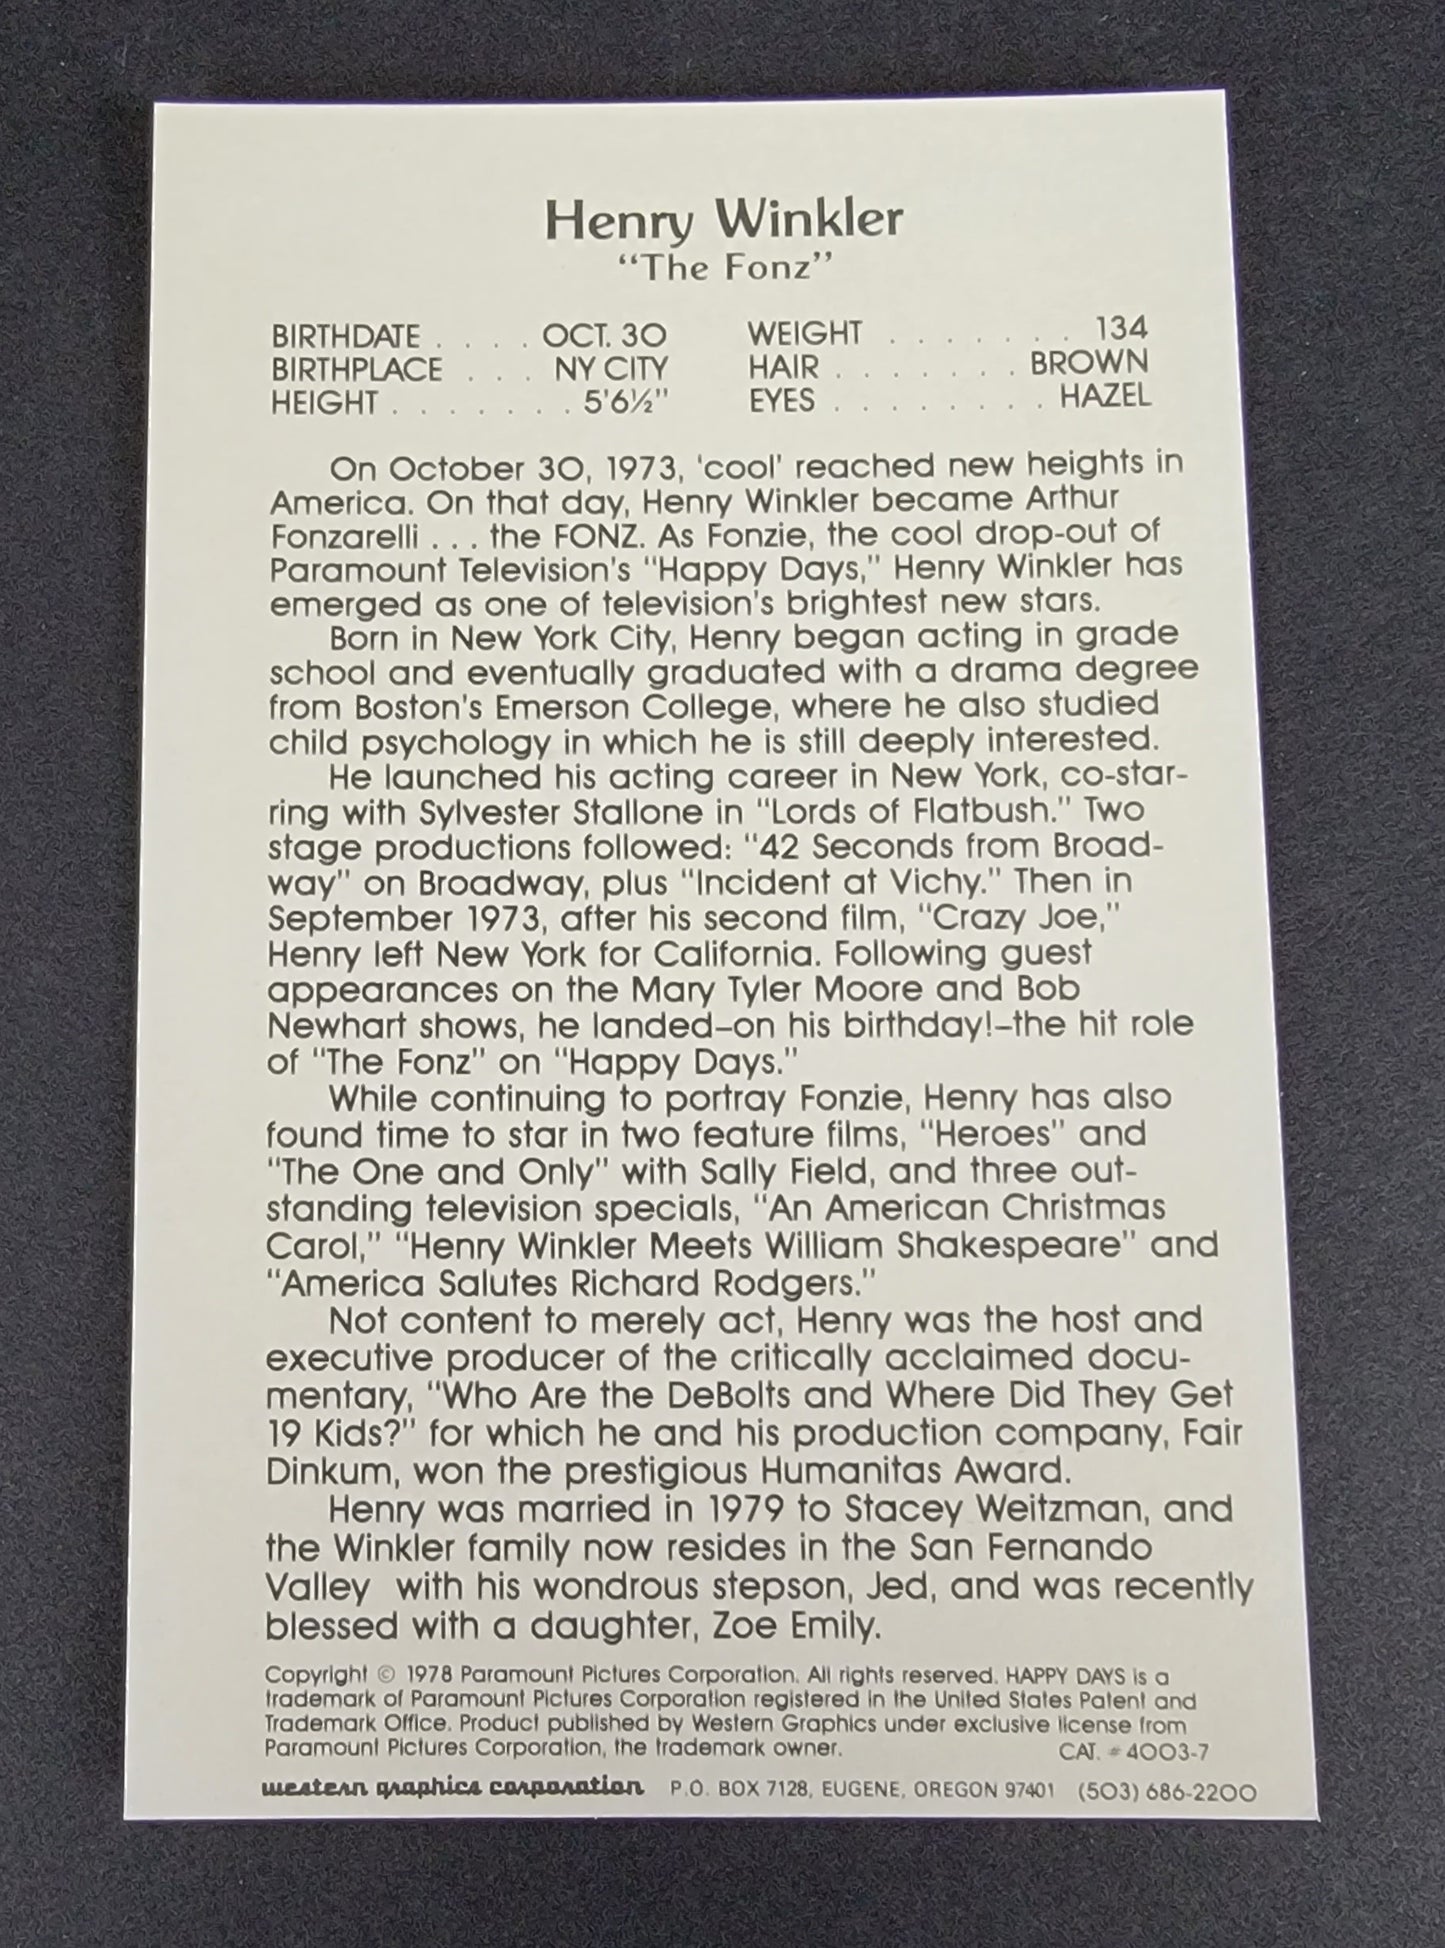 Henry Winkler
"The Fonz"
BIRTHDATE . . . . OCT. 30
BIRTHPLACE . . . NY CITY
HEIGHT . . . . . . . . 5'6½"
WEIGHT . . . . . . . 134
HAIR . . . . . . . . BROWN
EYES . . . . . . . . . HAZEL
On October 30, 1973, 'cool' reached new heights in
America. On that day, Henry Winkler became Arthur
Fonzarelli . . . the FONZ. As Fonzie, the cool drop-out of
Paramount Television's "Happy Days," Henry Winkler has
emerged as one of television's brightest new stars.
Born in New York City, Henry began acting in grade
school and eventually graduated with a drama degree
from Boston's Emerson College, where he also studied
child psychology in which he is still deeply interested.
He launched his acting career in New York, co-star-
ring with Sylvester Stallone in "Lords of Flatbush." Two
stage productions followed: "42 Seconds from Broad-
way" on Broadway, plus "Incident at Vichy." Then in
September 1973, after his second film, "Crazy Joe,"
Henry left New York for California. Following guest
appearances on the Mary Tyler Moore and Bob
Newhart shows, he landed–on his birthday!–the hit role
of "The Fonz" on "Happy Days."
While continuing to portray Fonzie, Henry has also
found time to star in two feature films, "Heroes" and
"The One and Only" with Sally Field, and three out-
standing television specials, "An American Christmas
Carol," "Henry Winkler Meets William Shakespeare" and
"America Salutes Richard Rodgers."
Not content to merely act, Henry was the host and
executive producer of the critically acclaimed docu-
mentary, "Who Are the DeBolts and Where Did They Get
19 Kids?" for which he and his production company, Fair
Dinkum, won the prestigious Humanitas Award.
Henry was married in 1979 to Stacey Weitzman, and
the Winkler family now resides in the San Fernando
Valley with his wondrous stepson, Jed, and was recently
blessed with a daughter, Zoe Emily.
Copyright © 1978 Paramount Pictures Corporation. All rights reserved. HAPPY DAYS is a
trademark of Paramount Pictures Corporation registered in the United States Patent and
Trademark Office. Product published by Western Graphics under exclusive license from
Paramount Pictures Corporation, the trademark owner. CAT. # 4003-7
western graphics corporation P.O. BOX 7128, EUGENE, OREGON 97401 (503) 686-2200